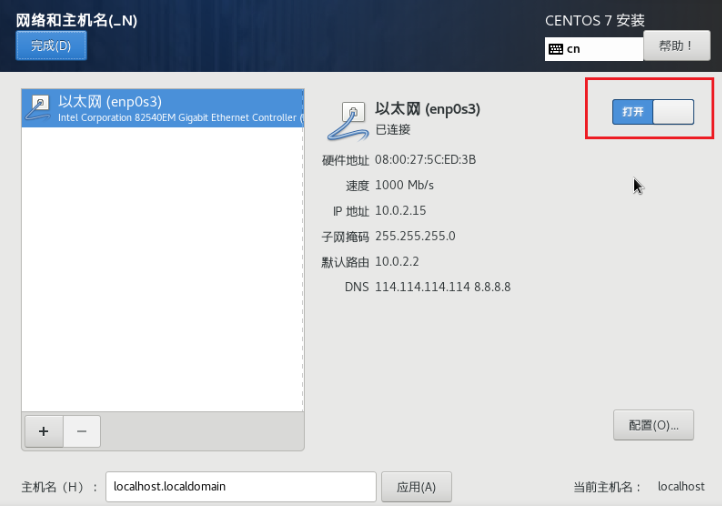 网络和主机名(_N)
CENTOS 7 安装
完成(D)
cn
帮助！
以太网 (enp0s3)
Intel Corporation 82540EM Gigabit Ethernet Controller (
以太网 (enp0s3)
已连接
打开
硬件地址 08:00:27:5C:ED:3B
速度 1000 Mb/s
IP 地址 10.0.2.15
子网掩码 255.255.255.0
默认路由 10.0.2.2
DNS 114.114.114.114 8.8.8.8
+ −
配置(O)...
主机名（H）： localhost.localdomain 应用(A) 当前主机名： localhost